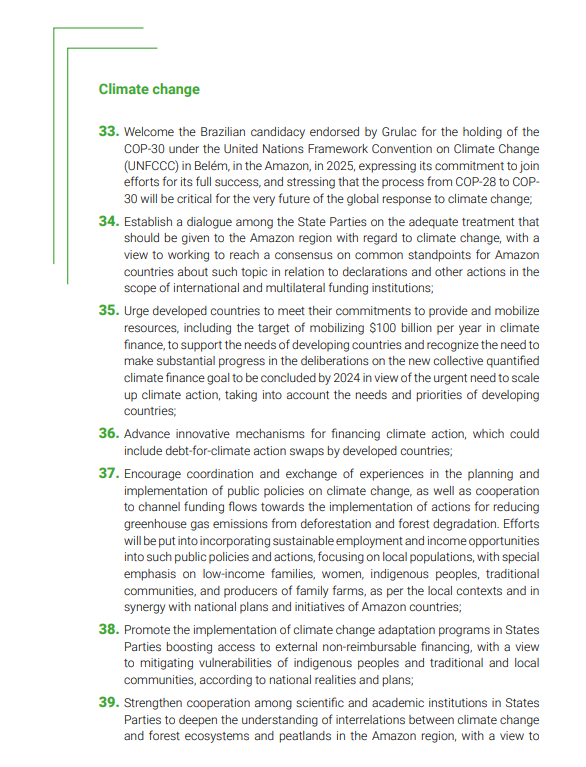 Climate change
33. Welcome the Brazilian candidacy endorsed by Grulac for the holding of the
COP-30 under the United Nations Framework Convention on Climate Change
(UNFCCC) in Belém, in the Amazon, in 2025, expressing its commitment to join
efforts for its full success, and stressing that the process from COP-28 to COP-
30 will be critical for the very future of the global response to climate change;
34. Establish a dialogue among the State Parties on the adequate treatment that
should be given to the Amazon region with regard to climate change, with a
view to working to reach a consensus on common standpoints for Amazon
countries about such topic in relation to declarations and other actions in the
scope of international and multilateral funding institutions;
35. Urge developed countries to meet their commitments to provide and mobilize
resources, including the target of mobilizing $100 billion per year in climate
finance, to support the needs of developing countries and recognize the need to
make substantial progress in the deliberations on the new collective quantified
climate finance goal to be concluded by 2024 in view of the urgent need to scale
up climate action, taking into account the needs and priorities of developing
countries;
36. Advance innovative mechanisms for financing climate action, which could
include debt-for-climate action swaps by developed countries;
37. Encourage coordination and exchange of experiences in the planning and
implementation of public policies on climate change, as well as cooperation
to channel funding flows towards the implementation of actions for reducing
greenhouse gas emissions from deforestation and forest degradation. Efforts
will be put into incorporating sustainable employment and income opportunities
into such public policies and actions, focusing on local populations, with special
emphasis on low-income families, women, indigenous peoples, traditional
communities, and producers of family farms, as per the local contexts and in
synergy with national plans and initiatives of Amazon countries;
38. Promote the implementation of climate change adaptation programs in States
Parties boosting access to external non-reimbursable financing, with a view
to mitigating vulnerabilities of indigenous peoples and traditional and local
communities, according to national realities and plans;
39. Strengthen cooperation among scientific and academic institutions in States
Parties to deepen the understanding of interrelations between climate change
and forest ecosystems and peatlands in the Amazon region, with a view to